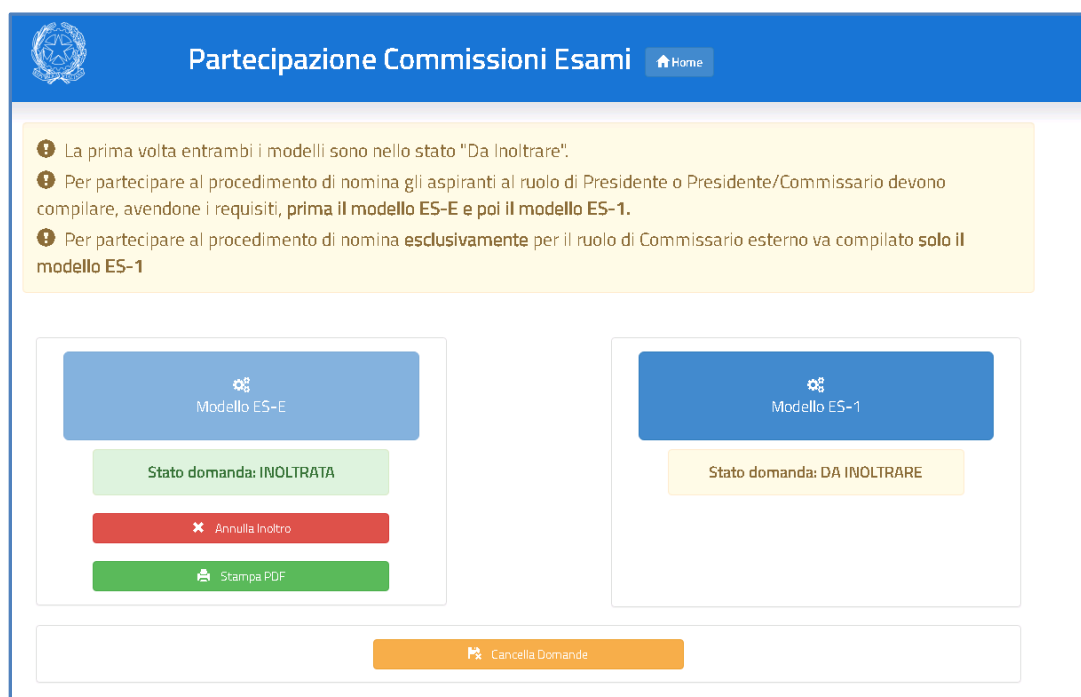 Partecipazione Commissioni Esami Home
La prima volta entrambi i modelli sono nello stato "Da Inoltrare".
Per partecipare al procedimento di nomina gli aspiranti al ruolo di Presidente o Presidente/Commissario devono
compilare, avendone i requisiti, prima il modello ES-E e poi il modello ES-1.
Per partecipare al procedimento di nomina esclusivamente per il ruolo di Commissario esterno va compilato solo il
modello ES-1
Modello ES-E
Stato domanda: INOLTRATA
Annulla Inoltro
Stampa PDF
Modello ES-1
Stato domanda: DA INOLTRARE
Cancella Domande